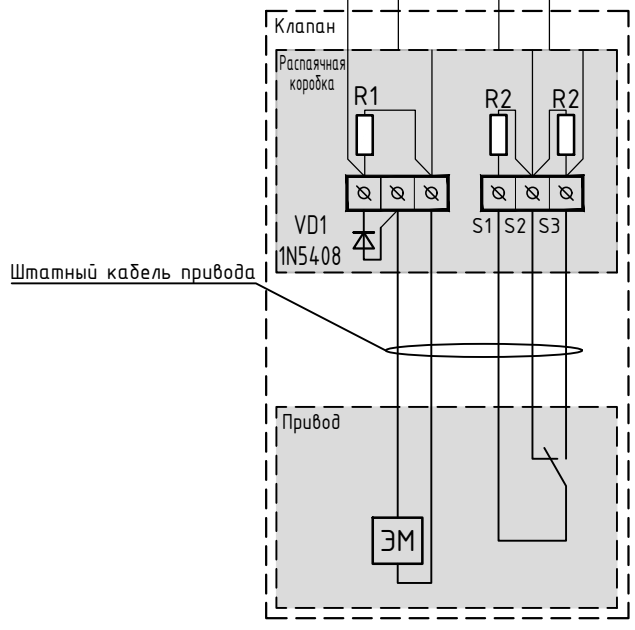 Клапан
Распаячная
коробка
R1
R2
R2
S1
S2
S3
VD1
1N5408
Штатный кабель привода
Привод
ЭМ